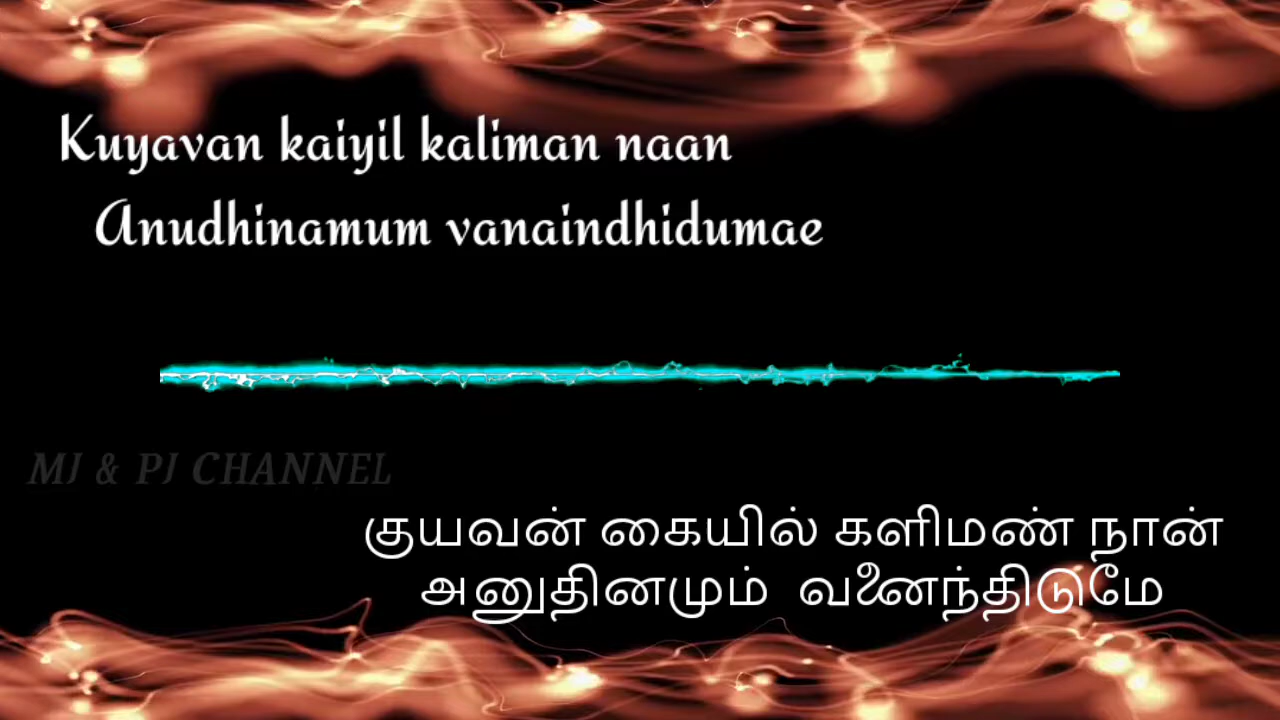 Kuyavan kaiyil kaliman naan
Anudhinamum vanaindhidumae
MJ & PJ CHANNEL
குயவன் கையில் களிமண் நான்
அனுதினமும் வனைந்திடுமே